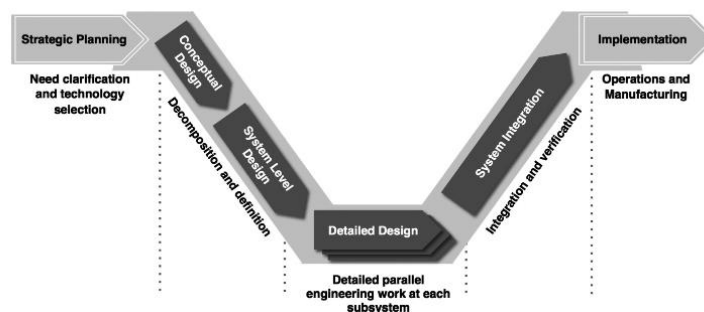 Strategic Planning
Need clarification
and technology
selection
Conceptual
Design
System Level
Design
Decomposition and definition
Detailed Design
Detailed parallel
engineering work at each
subsystem
System Integration
Integration and verification
Implementation
Operations and
Manufacturing